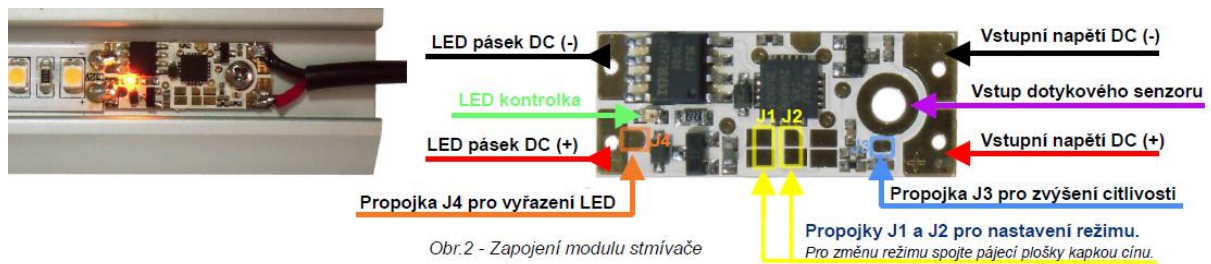 LED pásek DC (-)
Vstupní napětí DC (-)
LED kontrolka
Vstup dotykového senzoru
J1 J2
J4
J3
LED pásek DC (+)
Vstupní napětí DC (+)
Propojka J4 pro vyřazení LED
Propojka J3 pro zvýšení citlivosti
Propojky J1 a J2 pro nastavení režimu.
Obr.2 - Zapojení modulu stmívače
Pro změnu režimu spojte pájecí plošky kapkou cínu.